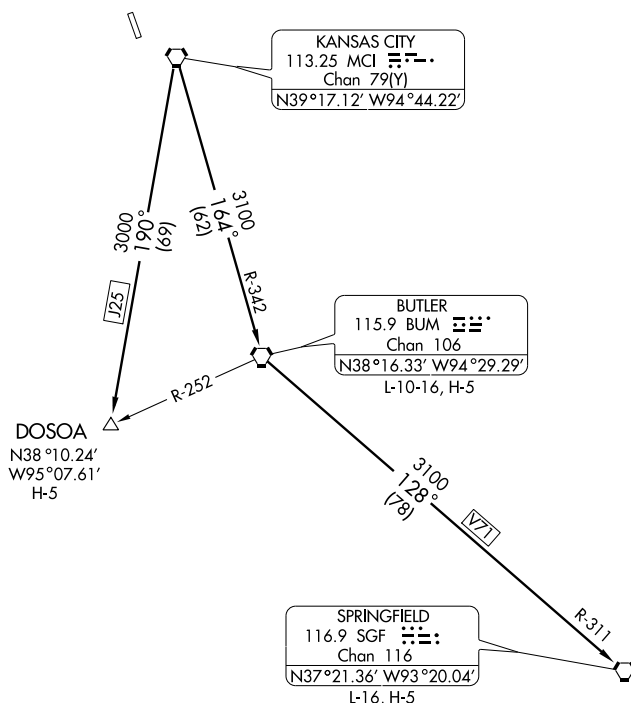 KANSAS CITY
113.25 MCI
Chan 79(Y)
N39°17.12' W94°44.22'
3000
190°
(69)
J25
3100
164°
(62)
R-342
BUTLER
115.9 BUM
Chan 106
N38°16.33' W94°29.29'
L-10-16, H-5
R-252
DOSOA
N38°10.24'
W95°07.61'
H-5
3100
128°
(78)
V71
R-311
SPRINGFIELD
116.9 SGF
Chan 116
N37°21.36' W93°20.04'
L-16, H-5